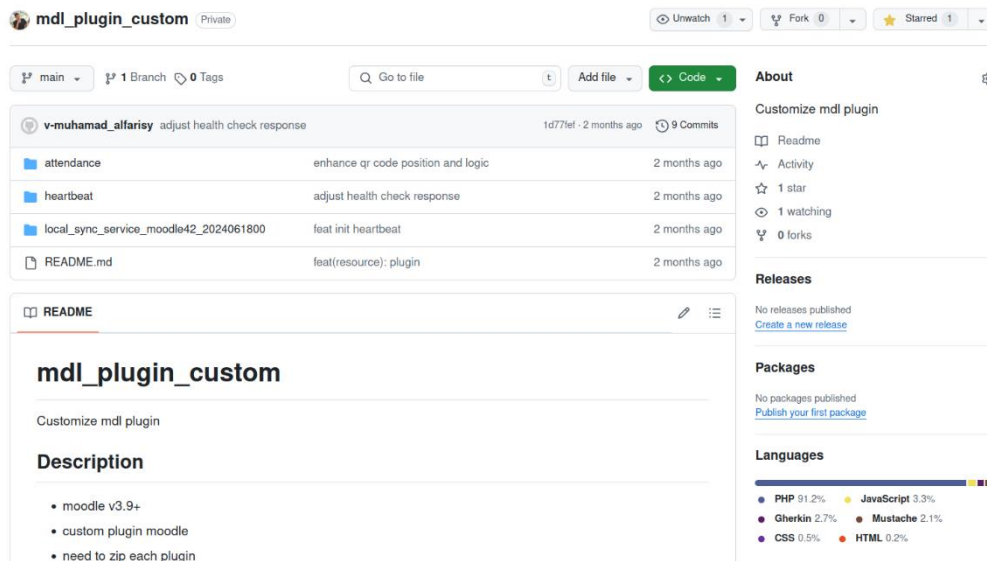 mdl_plugin_custom Private
Unwatch 1 Fork 0 Starred 1
main 1 Branch 0 Tags Go to file t Add file Code
v-muhamad_alfarisy adjust health check response 1d77fef · 2 months ago 9 Commits
attendance enhance qr code position and logic 2 months ago
heartbeat adjust health check response 2 months ago
local_sync_service_moodle42_2024061800 feat init heartbeat 2 months ago
README.md feat(resource): plugin 2 months ago
README
mdl_plugin_custom
Customize mdl plugin
Description
• moodle v3.9+
• custom plugin moodle
• need to zip each plugin
About
Customize mdl plugin
Readme
Activity
1 star
1 watching
0 forks
Releases
No releases published
Create a new release
Packages
No packages published
Publish your first package
Languages
PHP 91.2% JavaScript 3.3%
Gherkin 2.7% Mustache 2.1%
CSS 0.5% HTML 0.2%